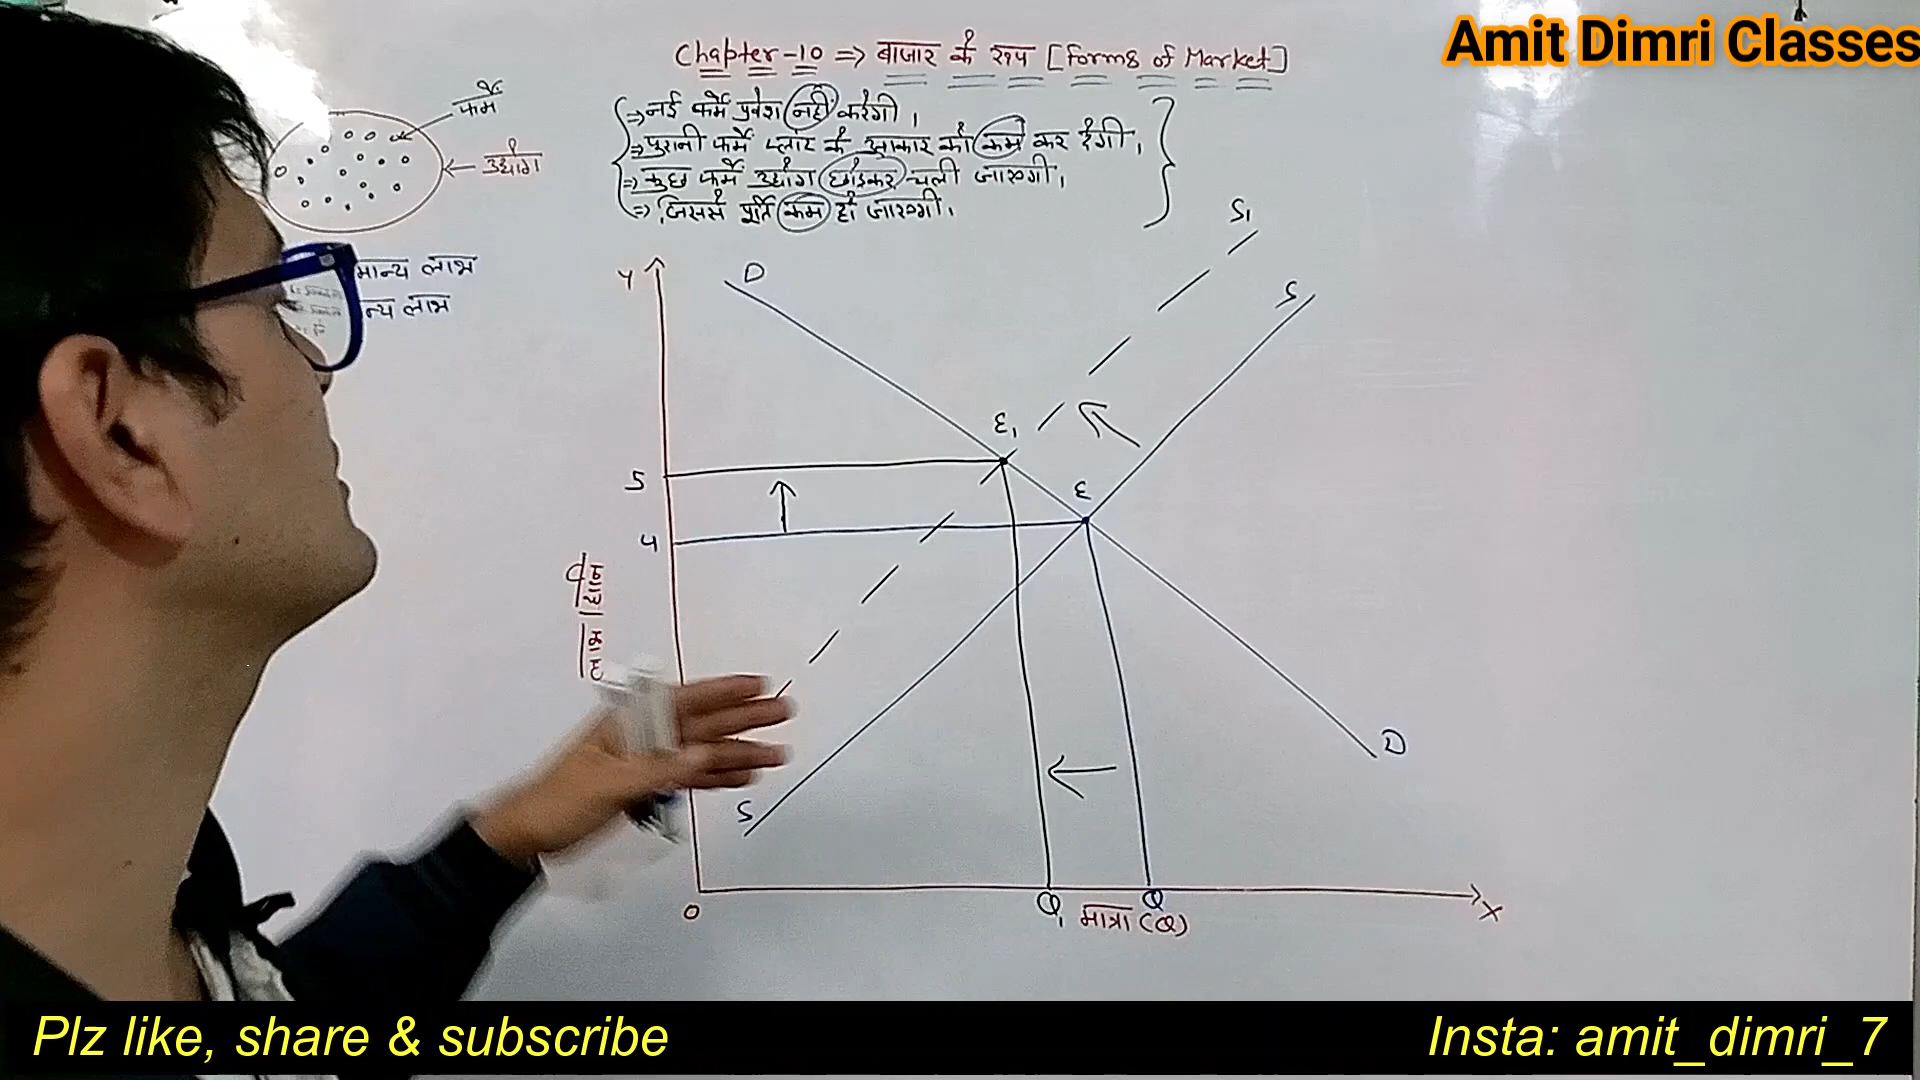 Amit Dimri Classes
Chapter-10 ⇒ बाजार के रूप [Forms of Market]
⇒ नई फर्में प्रवेश नहीं करेंगी।
⇒ पुरानी फर्में प्लांट के आकार को कम कर देंगी।
⇒ कुछ फर्में उद्योग छोड़कर चली जाएगी।
⇒ जिससे पूर्ति कम हो जाएगी।
फर्में
उद्योग
मान्य लाभ
न्य लाभ
Y
D
S₁
S
E₁
E
5
4
कीमत
S
D
O
Q₁
Q
X
मात्रा (Q)
Plz like, share & subscribe
Insta: amit_dimri_7